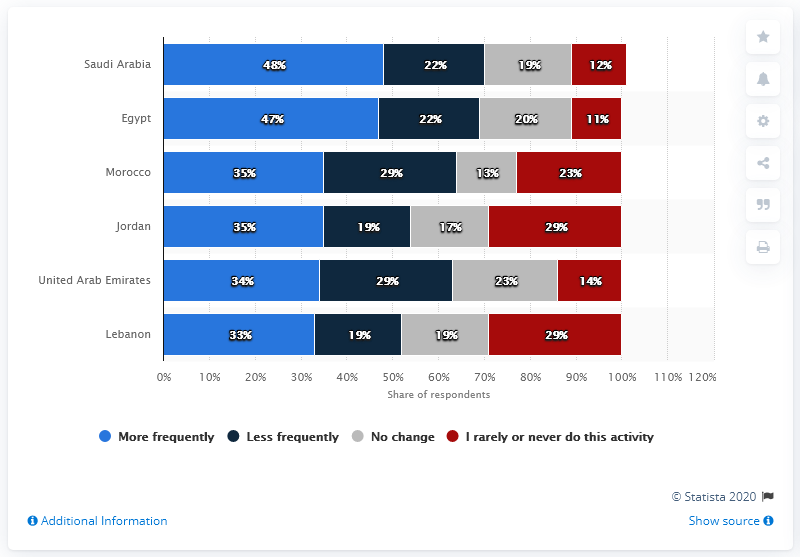 Saudi Arabia 48% 22% 19% 12%
Egypt 47% 22% 20% 11%
Morocco 35% 29% 13% 23%
Jordan 35% 19% 17% 29%
United Arab Emirates 34% 29% 23% 14%
Lebanon 33% 19% 19% 29%
0% 10% 20% 30% 40% 50% 60% 70% 80% 90% 100% 110% 120%
Share of respondents
More frequently Less frequently No change I rarely or never do this activity
© Statista 2020
Additional Information Show source